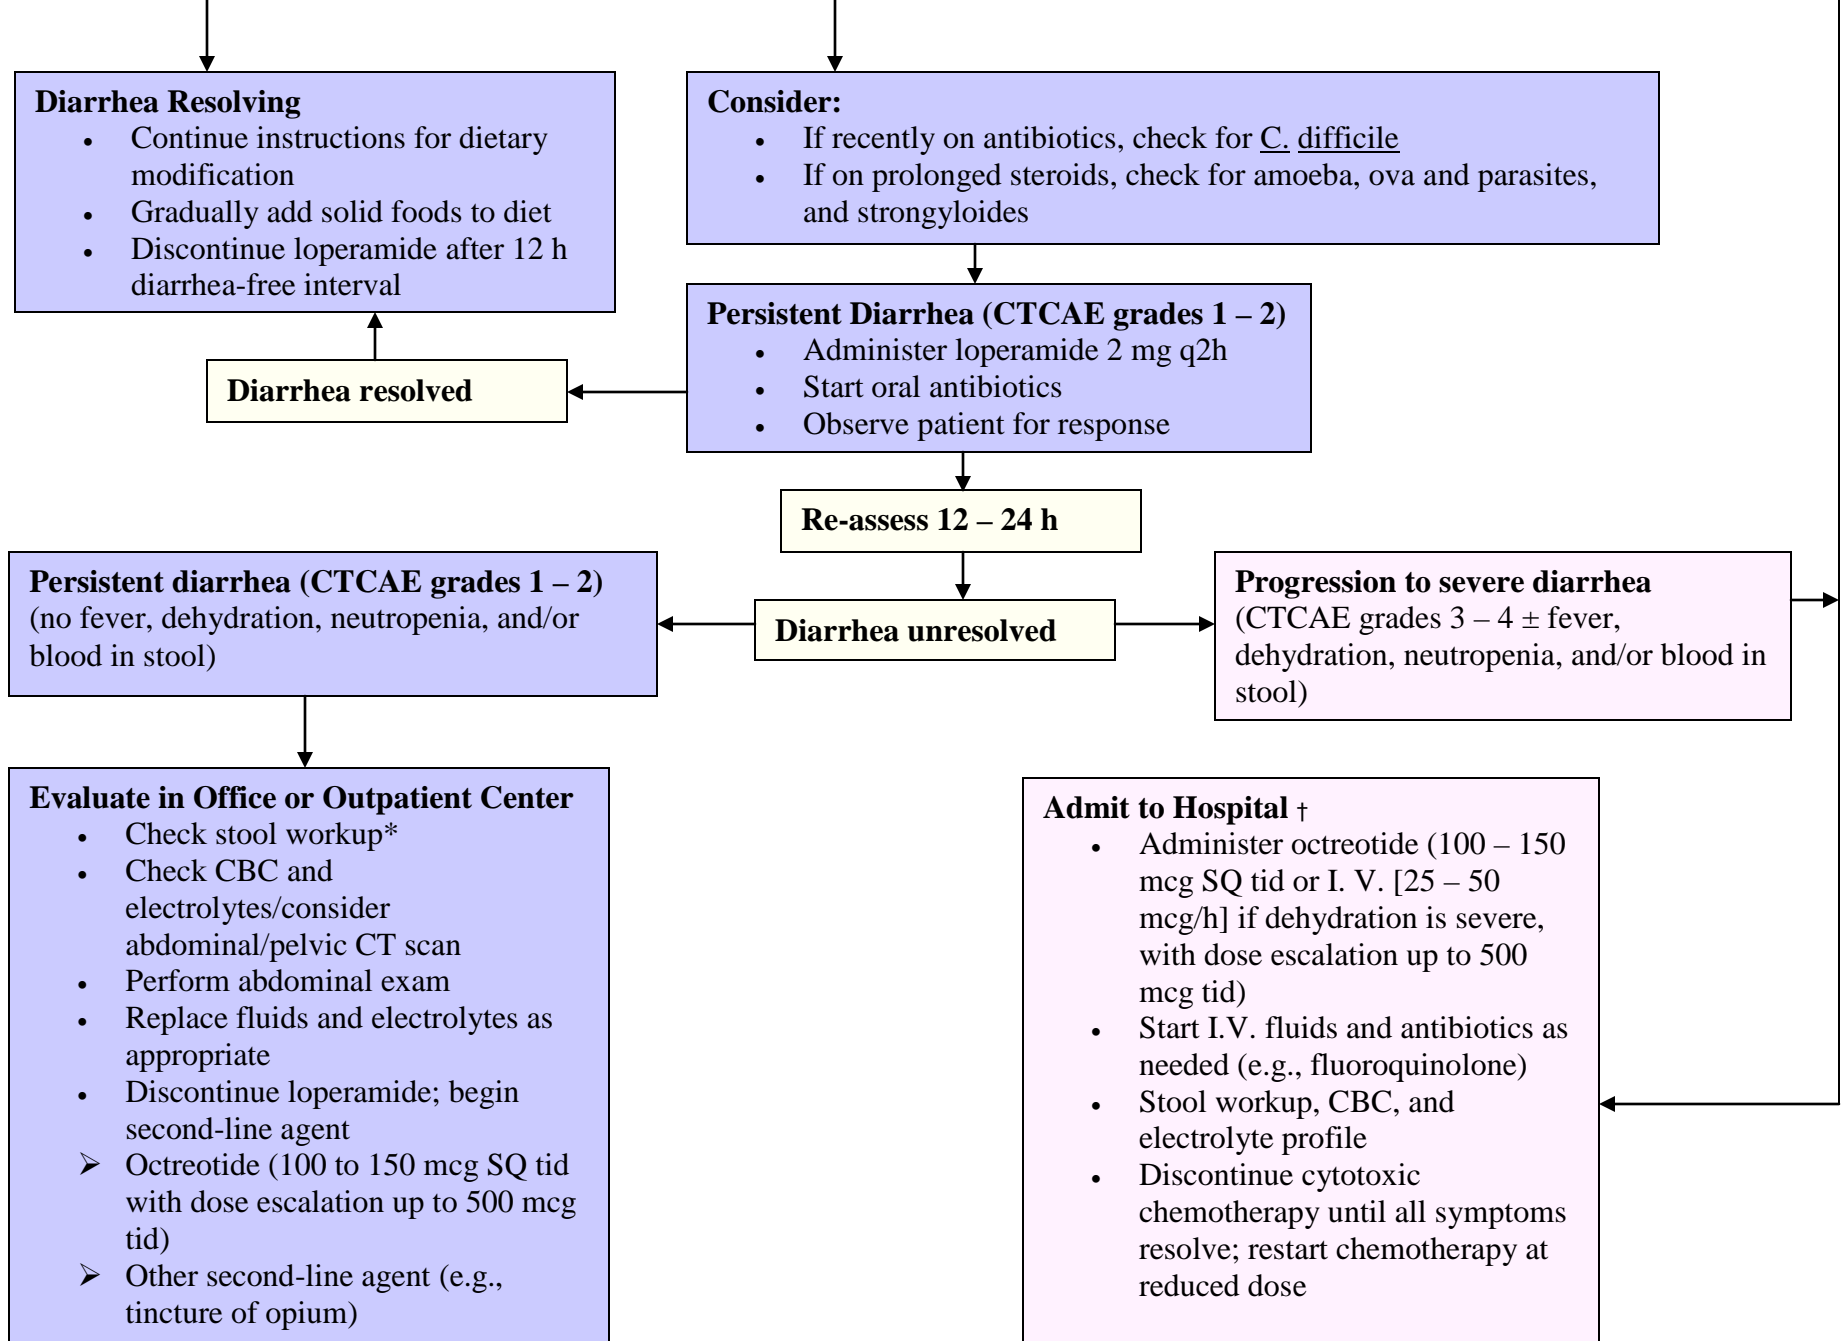 Diarrhea Resolving
• Continue instructions for dietary
modification
• Gradually add solid foods to diet
• Discontinue loperamide after 12 h
diarrhea-free interval
Consider:
• If recently on antibiotics, check for C. difficile
• If on prolonged steroids, check for amoeba, ova and parasites,
and strongyloides
Persistent Diarrhea (CTCAE grades 1 – 2)
• Administer loperamide 2 mg q2h
• Start oral antibiotics
• Observe patient for response
Diarrhea resolved
Re-assess 12 – 24 h
Persistent diarrhea (CTCAE grades 1 – 2)
(no fever, dehydration, neutropenia, and/or
blood in stool)
Diarrhea unresolved
Progression to severe diarrhea
(CTCAE grades 3 – 4 ± fever,
dehydration, neutropenia, and/or blood in
stool)
Evaluate in Office or Outpatient Center
• Check stool workup*
• Check CBC and
electrolytes/consider
abdominal/pelvic CT scan
• Perform abdominal exam
• Replace fluids and electrolytes as
appropriate
• Discontinue loperamide; begin
second-line agent
➢ Octreotide (100 to 150 mcg SQ tid
with dose escalation up to 500 mcg
tid)
➢ Other second-line agent (e.g.,
tincture of opium)
Admit to Hospital †
• Administer octreotide (100 – 150
mcg SQ tid or I. V. [25 – 50
mcg/h] if dehydration is severe,
with dose escalation up to 500
mcg tid)
• Start I.V. fluids and antibiotics as
needed (e.g., fluoroquinolone)
• Stool workup, CBC, and
electrolyte profile
• Discontinue cytotoxic
chemotherapy until all symptoms
resolve; restart chemotherapy at
reduced dose